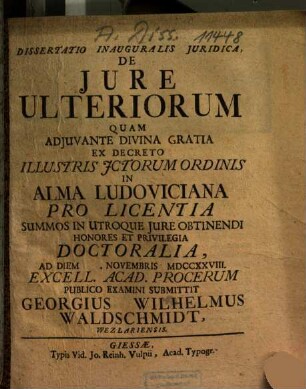 A. Diss. 11448
DISSERTATIO INAUGURALIS JURIDICA,
DE
JURE
ULTERIORUM
QUAM
ADJUVANTE DIVINA GRATIA
EX DECRETO
ILLUSTRIS JCTORUM ORDINIS
IN
ALMA LUDOVICIANA
PRO LICENTIA
SUMMOS IN UTROQUE JURE OBTINENDI
HONORES ET PRIVILEGIA
DOCTORALIA,
AD DIEM . NOVEMBRIS MDCCXXVIII.
EXCELL. ACAD. PROCERUM
PUBLICO EXAMINI SUBMITTIT
GEORGIUS WILHELMUS
WALDSCHMIDT,
WEZLARIENSIS.
GIESSÆ,
Typis Vid. Jo. Reinh. Vulpii, Acad. Typogr.